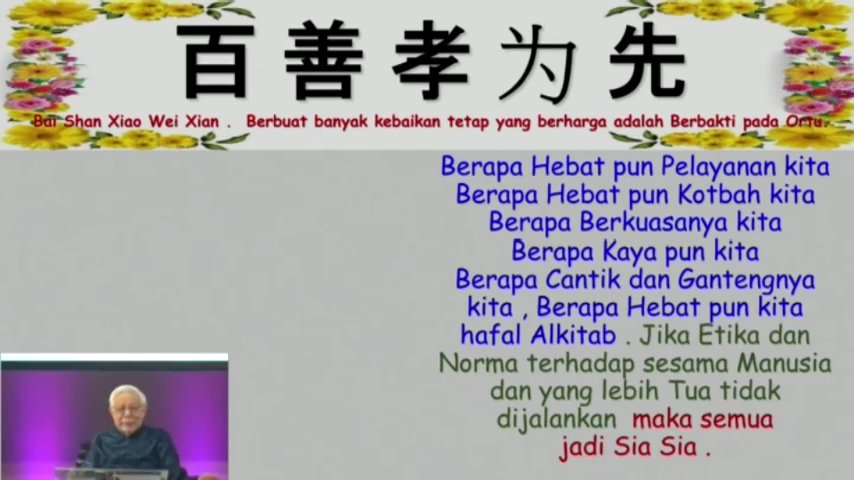 百善孝为先
Bai Shan Xiao Wei Xian . Berbuat banyak kebaikan tetap yang berharga adalah Berbakti pada Ortu.
Berapa Hebat pun Pelayanan kita
Berapa Hebat pun Kotbah kita
Berapa Berkuasanya kita
Berapa Kaya pun kita
Berapa Cantik dan Gantengnya
kita , Berapa Hebat pun kita
hafal Alkitab . Jika Etika dan
Norma terhadap sesama Manusia
dan yang lebih Tua tidak
dijalankan maka semua
jadi Sia Sia .